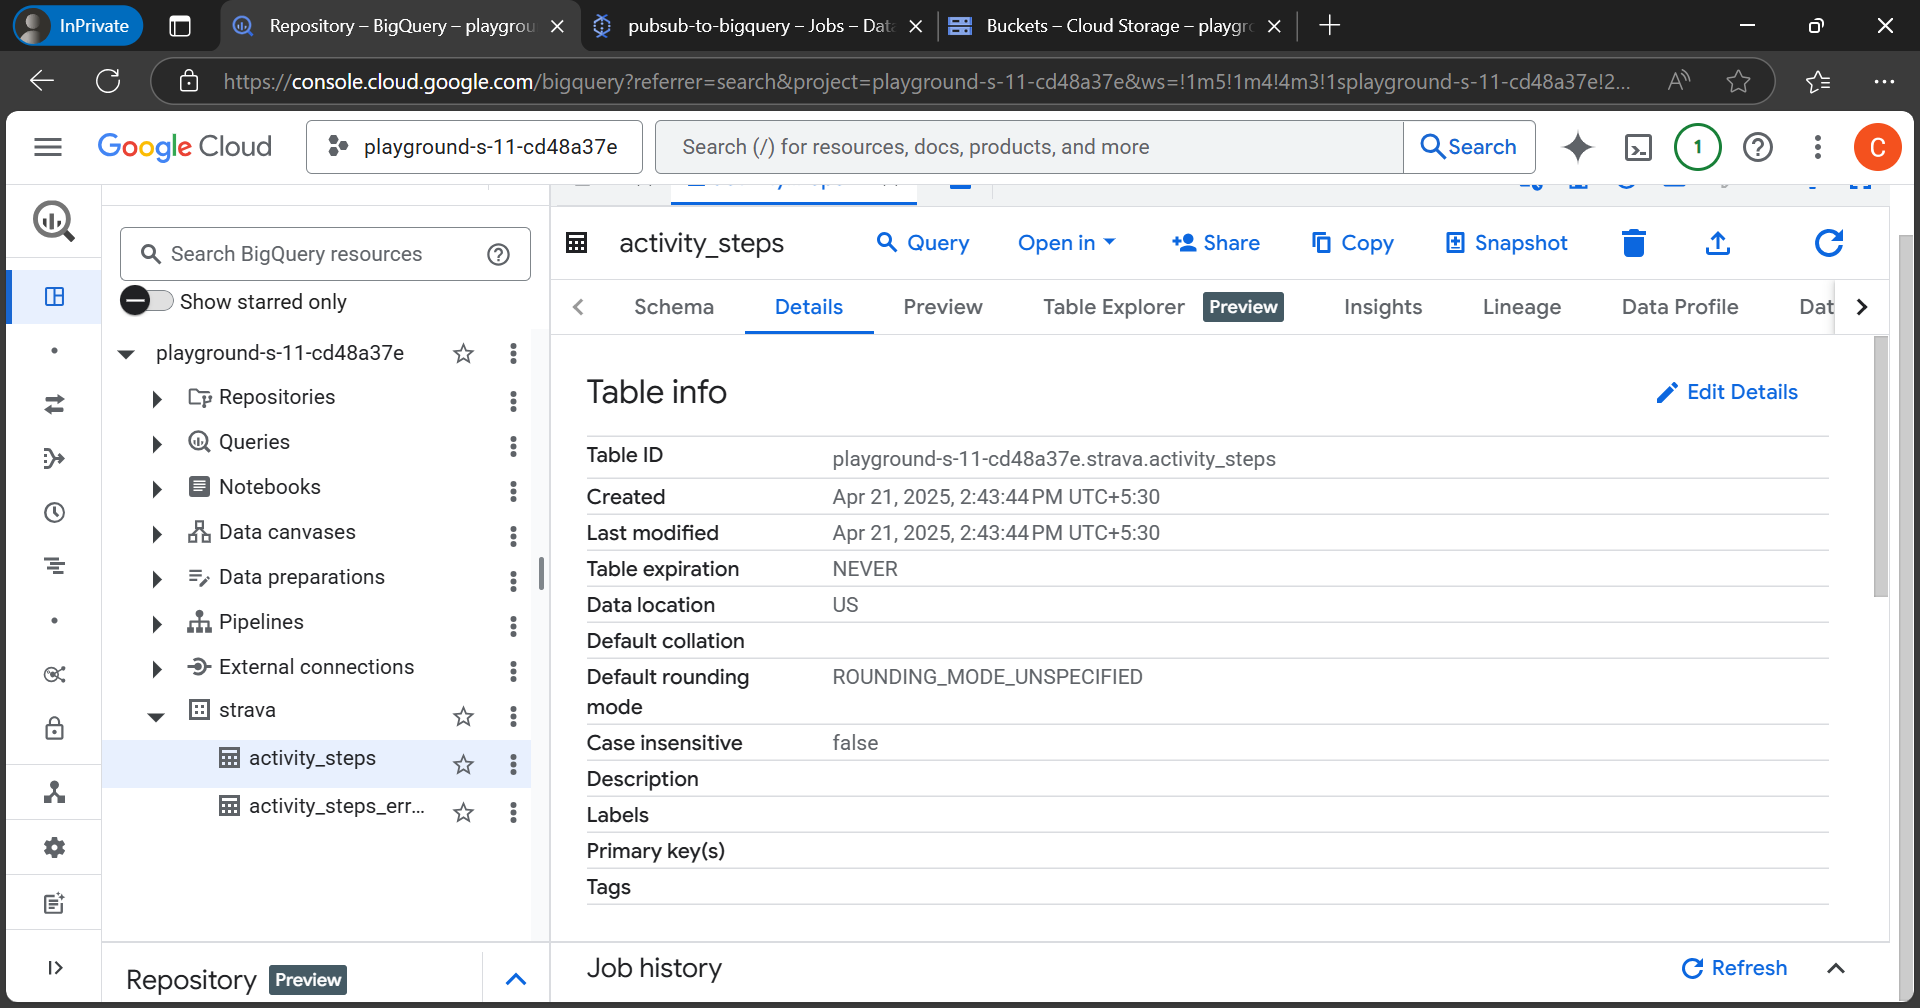 InPrivate
Repository – BigQuery – playgrou
pubsub-to-bigquery – Jobs – Data
Buckets – Cloud Storage – playgr
https://console.cloud.google.com/bigquery?referrer=search&project=playground-s-11-cd48a37e&ws=!1m5!1m4!4m3!1splayground-s-11-cd48a37e!2...
Google Cloud
playground-s-11-cd48a37e
Search (/) for resources, docs, products, and more
Search
1
C
Search BigQuery resources
Show starred only
playground-s-11-cd48a37e
Repositories
Queries
Notebooks
Data canvases
Data preparations
Pipelines
External connections
strava
activity_steps
activity_steps_err...
Repository Preview
activity_steps
Query
Open in
Share
Copy
Snapshot
Schema
Details
Preview
Table Explorer Preview
Insights
Lineage
Data Profile
Dat
Table info
Edit Details
Table ID playground-s-11-cd48a37e.strava.activity_steps
Created Apr 21, 2025, 2:43:44 PM UTC+5:30
Last modified Apr 21, 2025, 2:43:44 PM UTC+5:30
Table expiration NEVER
Data location US
Default collation
Default rounding ROUNDING_MODE_UNSPECIFIED
mode
Case insensitive false
Description
Labels
Primary key(s)
Tags
Job history
Refresh